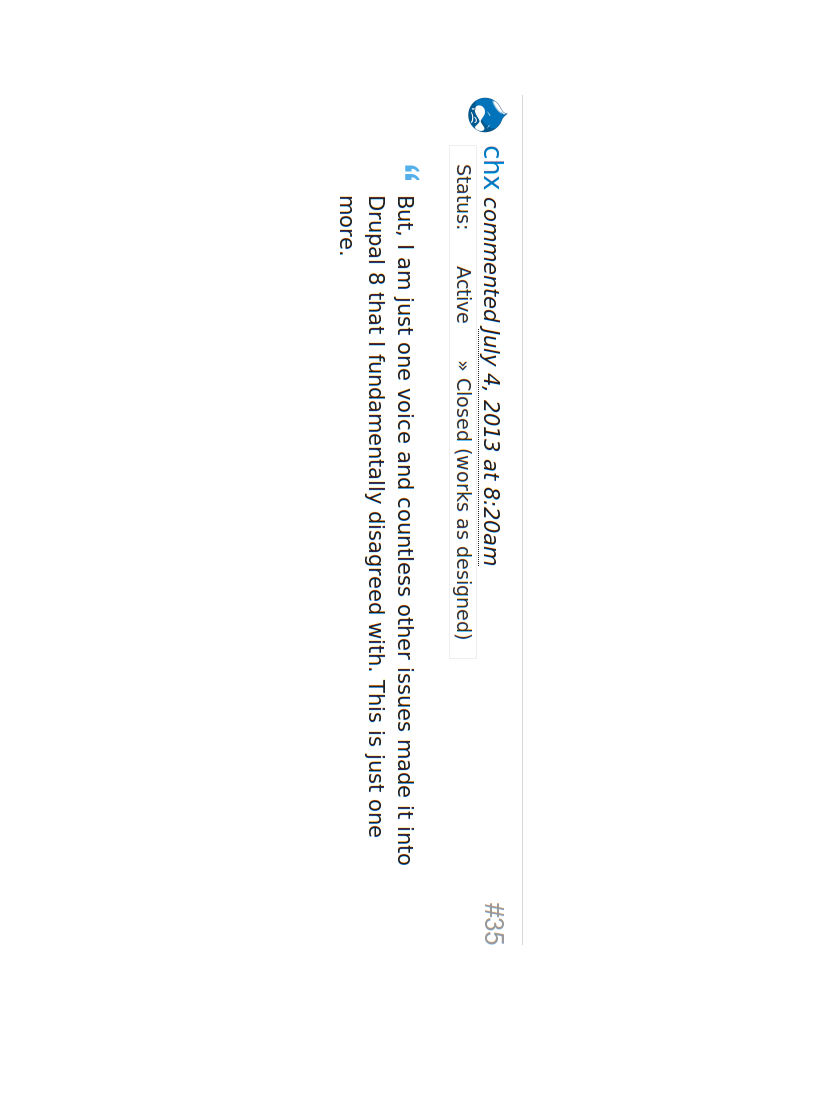 chx commented July 4, 2013 at 8:20am #35
Status: Active » Closed (works as designed)
“ But, I am just one voice and countless other issues made it into
Drupal 8 that I fundamentally disagreed with. This is just one
more.